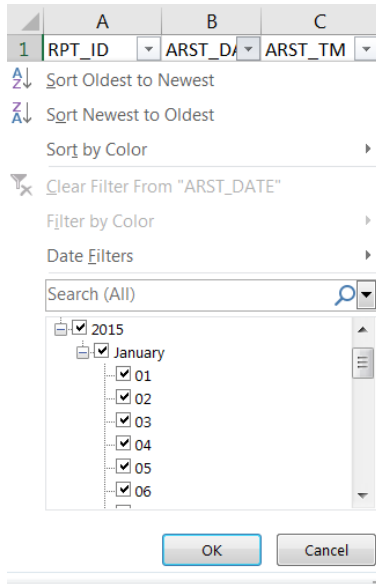 A B C
1 RPT_ID ARST_DA ARST_TM
Sort Oldest to Newest
Sort Newest to Oldest
Sort by Color
Clear Filter From "ARST_DATE"
Filter by Color
Date Filters
Search (All)
2015
January
01
02
03
04
05
06
OK Cancel